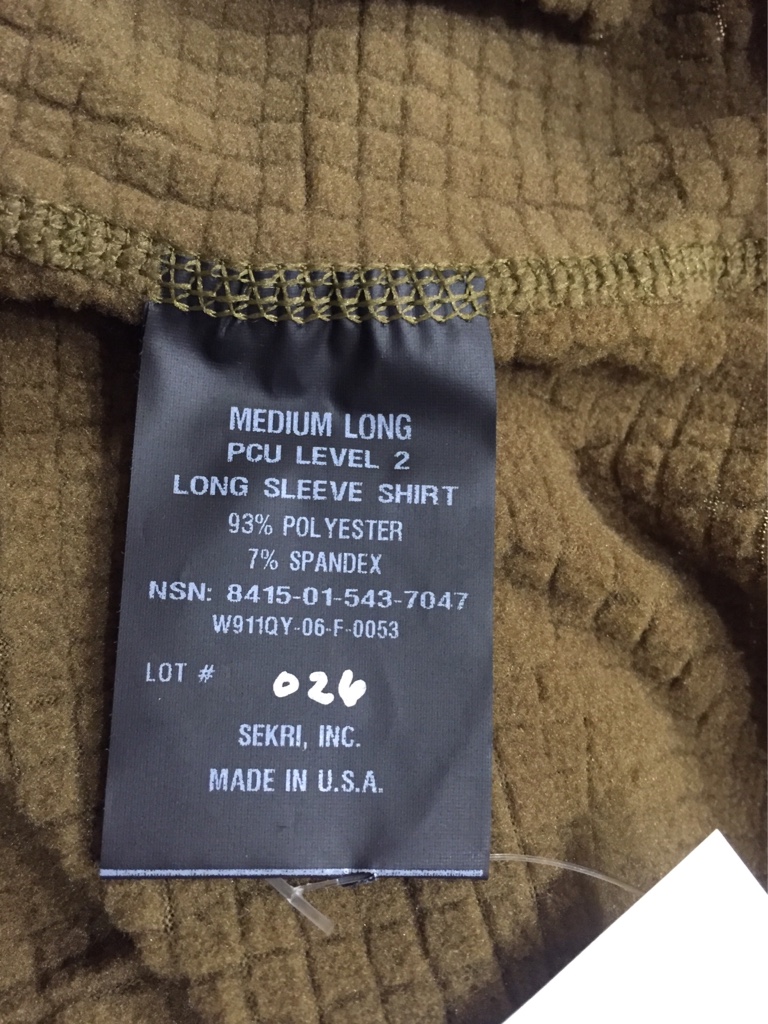 MEDIUM LONG
PCU LEVEL 2
LONG SLEEVE SHIRT
93% POLYESTER
7% SPANDEX
NSN: 8415-01-543-7047
W911QY-06-F-0053
LOT # 026
SEKRI, INC.
MADE IN U.S.A.